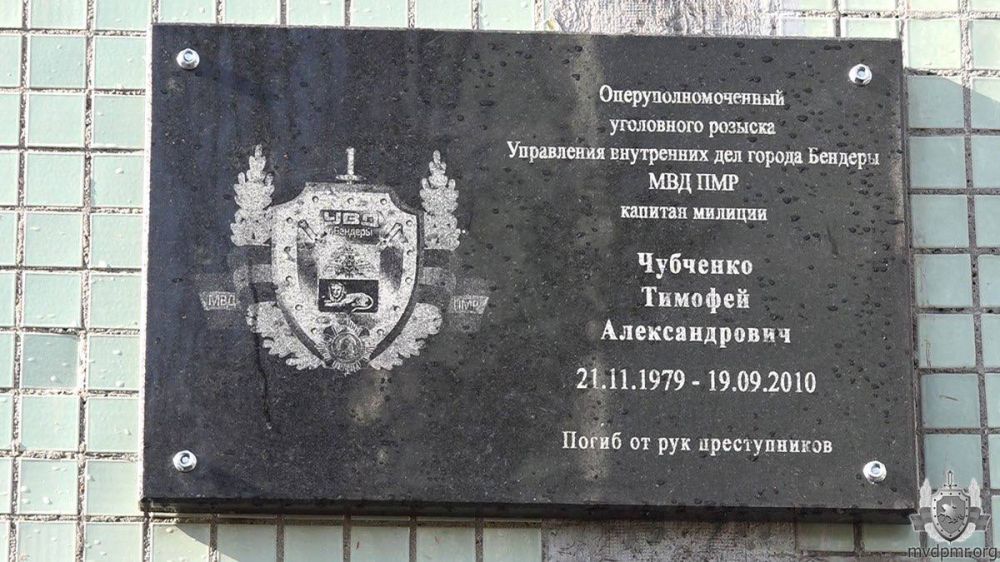 УВД
г.Бендеры
МВД
ПМР
Оперуполномоченный
уголовного розыска
Управления внутренних дел города Бендеры
МВД ПМР
капитан милиции
Чубченко
Тимофей
Александрович
21.11.1979 - 19.09.2010
Погиб от рук преступников
mvdpmr.org